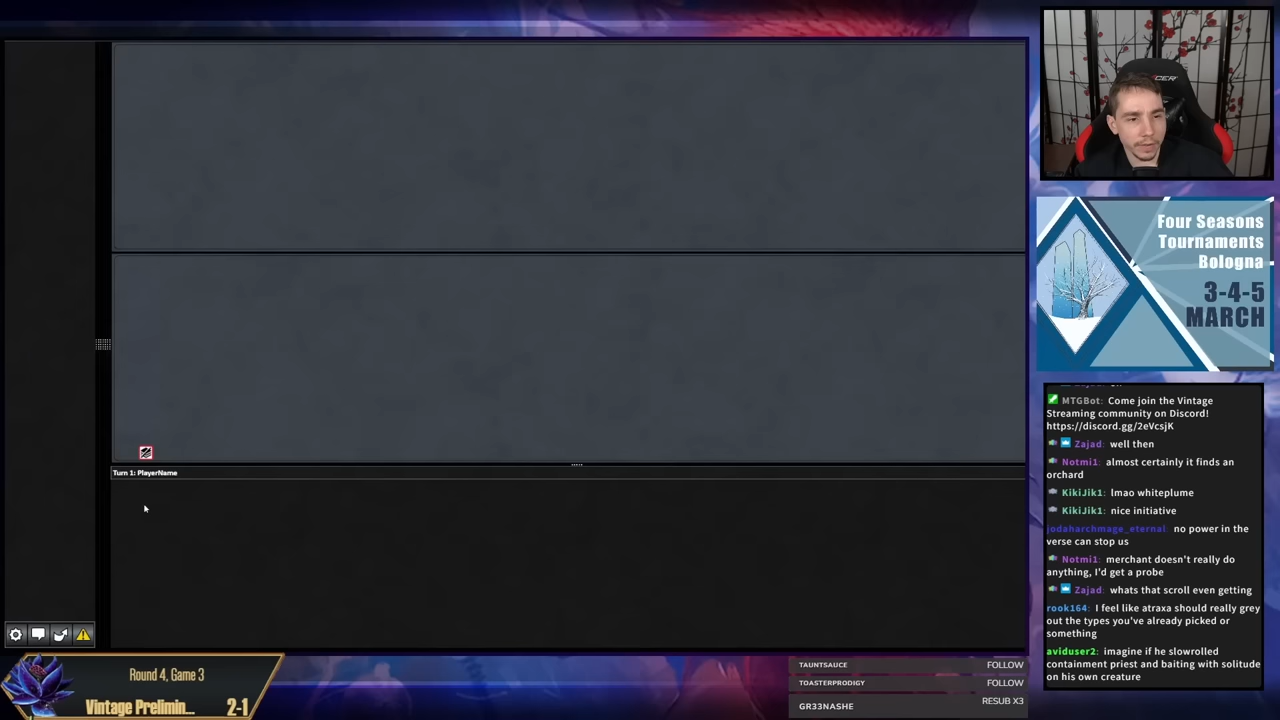 Four Seasons
Tournaments
Bologna
3-4-5
MARCH
MTGBot: Come join the Vintage
Streaming community on Discord!
https://discord.gg/2eVcsjK
Zajad: well then
Notmi1: almost certainly it finds an
orchard
KikiJik1: lmao whiteplume
KikiJik1: nice initiative
jodaharchmage_eternal: no power in the
verse can stop us
Notmi1: merchant doesn't really do
anything, I'd get a probe
Zajad: whats that scroll even getting
rook164: I feel like atraxa should really grey
out the types you've already picked or
something
aviduser2: imagine if he slowrolled
containment priest and baiting with solitude
on his own creature
Turn 1: PlayerName
Round 4, Game 3
Vintage Prelimin... 2-1
TAUNTSAUCE FOLLOW
TOASTERPRODIGY FOLLOW
GR33NASHE RESUB X3